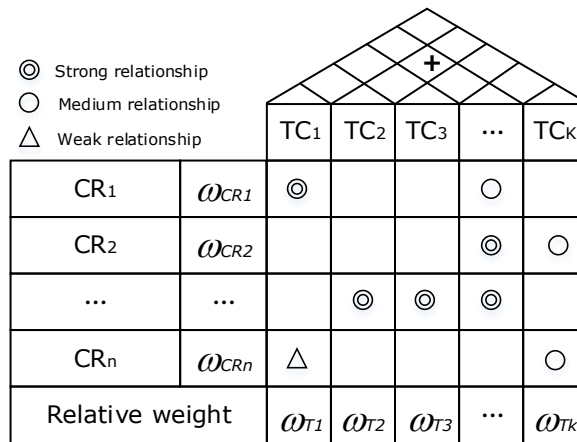 +
Strong relationship
Medium relationship
Weak relationship
TC1 TC2 TC3 ... TCK
CR1 ωCR1
CR2 ωCR2
... ...
CRn ωCRn
Relative weight ωT1 ωT2 ωT3 ... ωTk